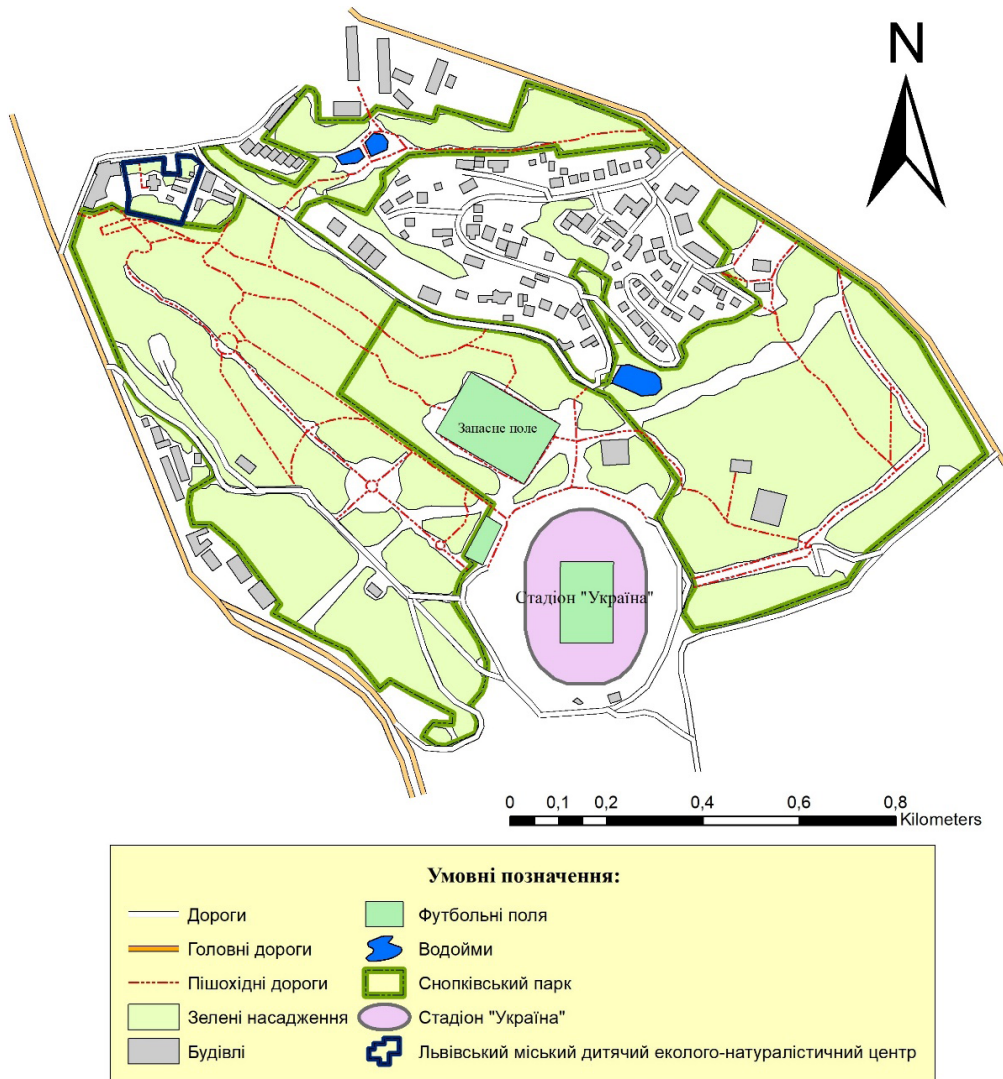 N
Запасне поле
Стадіон "Україна"
0 0,1 0,2 0,4 0,6 0,8
Kilometers
Умовні позначення:
Дороги
Головні дороги
Пішохідні дороги
Зелені насадження
Будівлі
Футбольні поля
Водойми
Снопківський парк
Стадіон "Україна"
Львівський міський дитячий еколого-натуралістичний центр